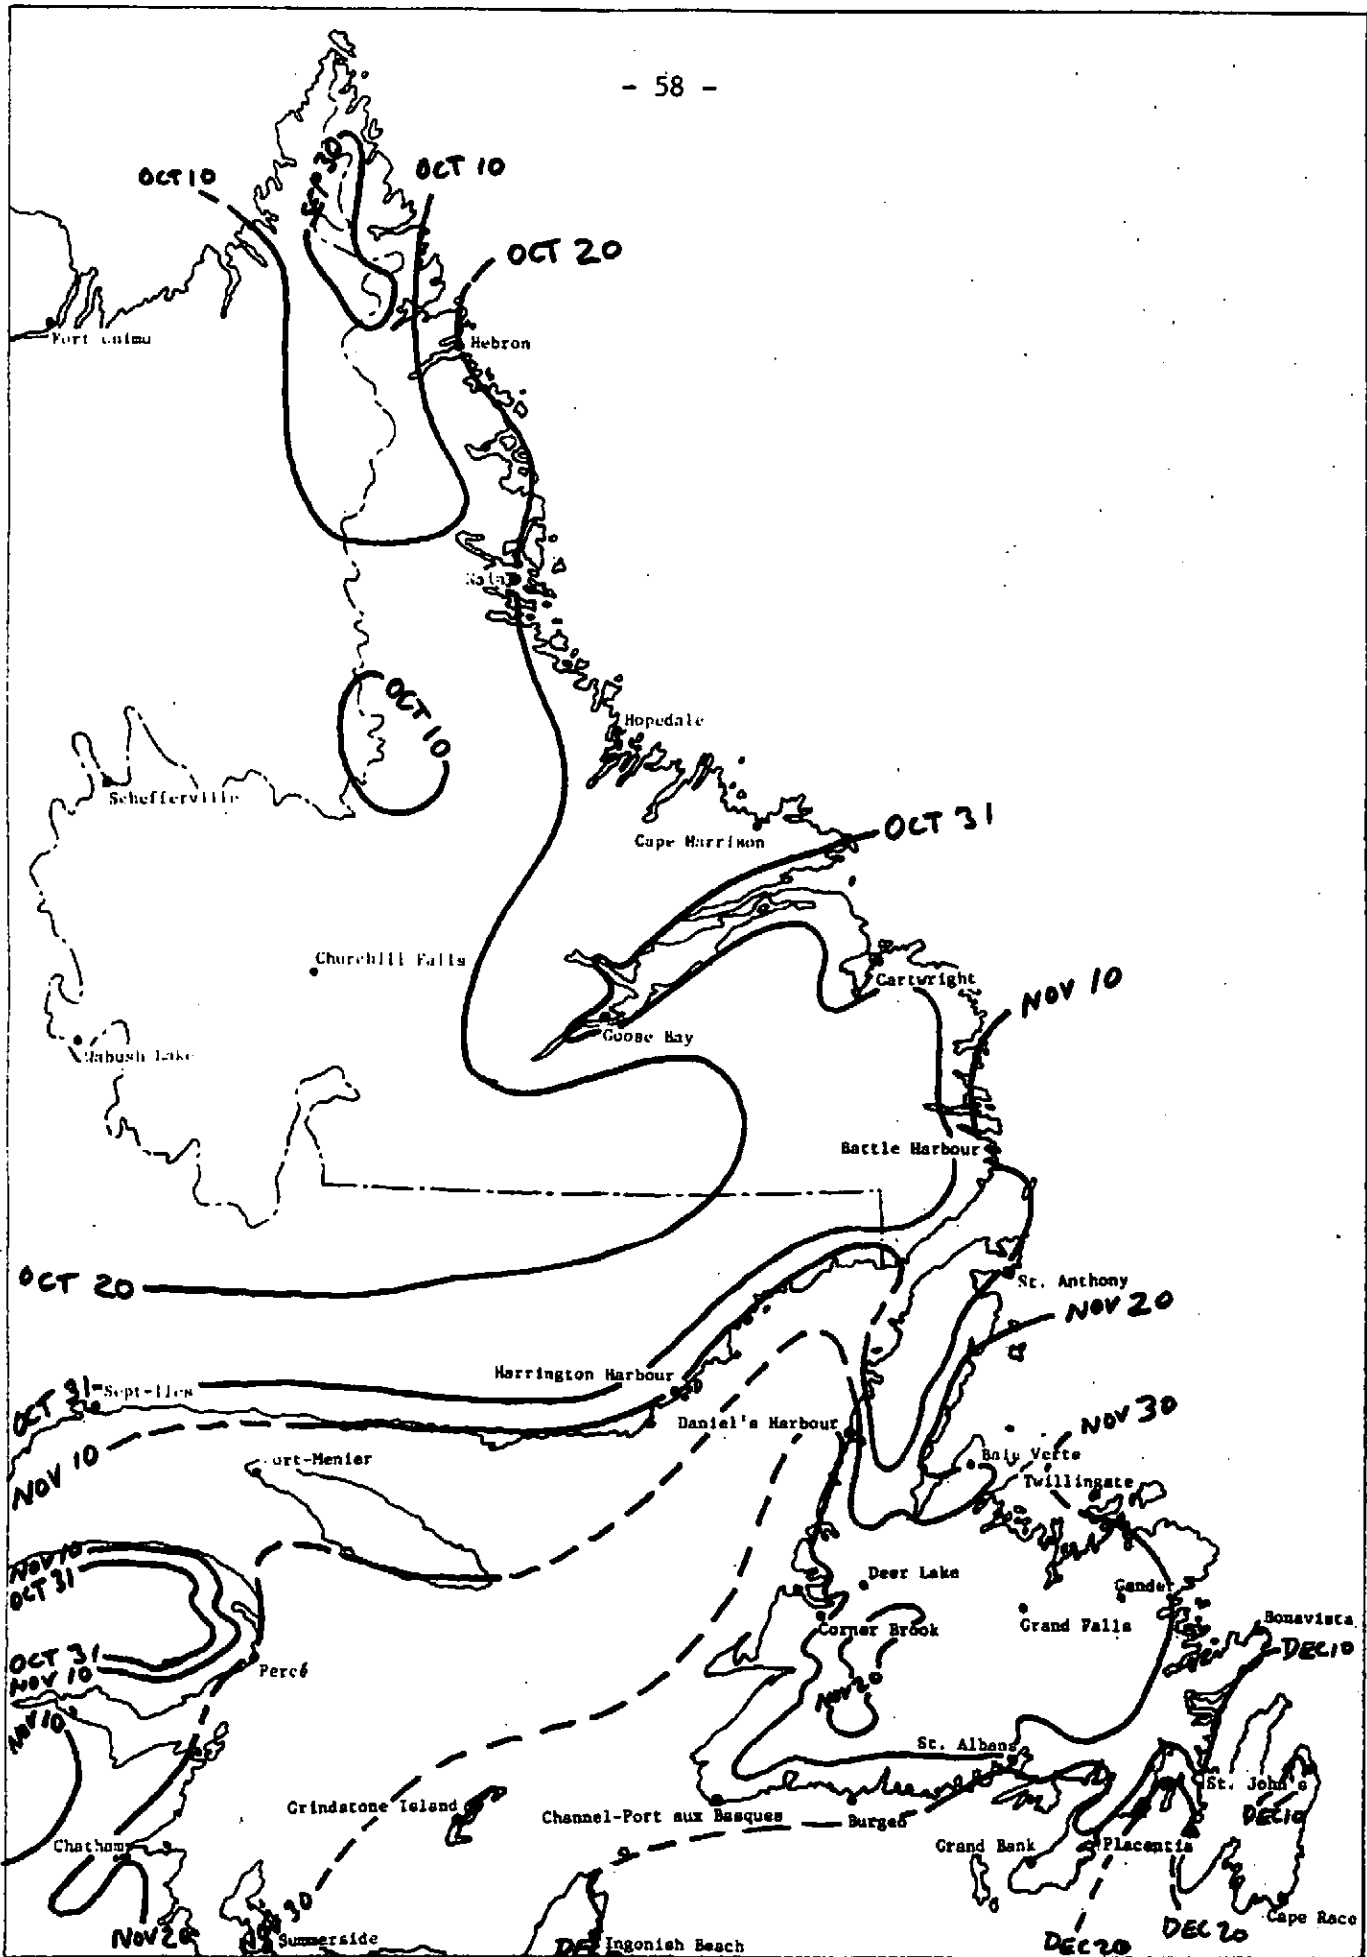 - 58 -
SEP 30
OCT 10
OCT 10
OCT 20
Hebron
OCT 10
Hopedale
Schefferville
Cape Harrison
OCT 31
Churchill Falls
Cartwright
NOV 10
Goose Bay
Wabush Lake
Battle Harbour
OCT 20
St. Anthony
NOV 20
Harrington Harbour
OCT 31
Sept-Iles
Daniel's Harbour
NOV 30
NOV 10
Baie Verte
ort-Menier
Twillingate
NOV 10
OCT 31
Deer Lake
Gander
Grand Falls
Bonavista
Corner Brook
DEC 10
OCT 31
NOV 10
Percé
NOV 20
NOV 10
St. Albans
St. John's
Grindstone Island
Channel-Port aux Basques
Burgeo
DEC 10
Chatham
Grand Bank
Placentia
30
Cape Race
NOV 20
Summerside
Ingonish Beach
DEC 20
DEC 20